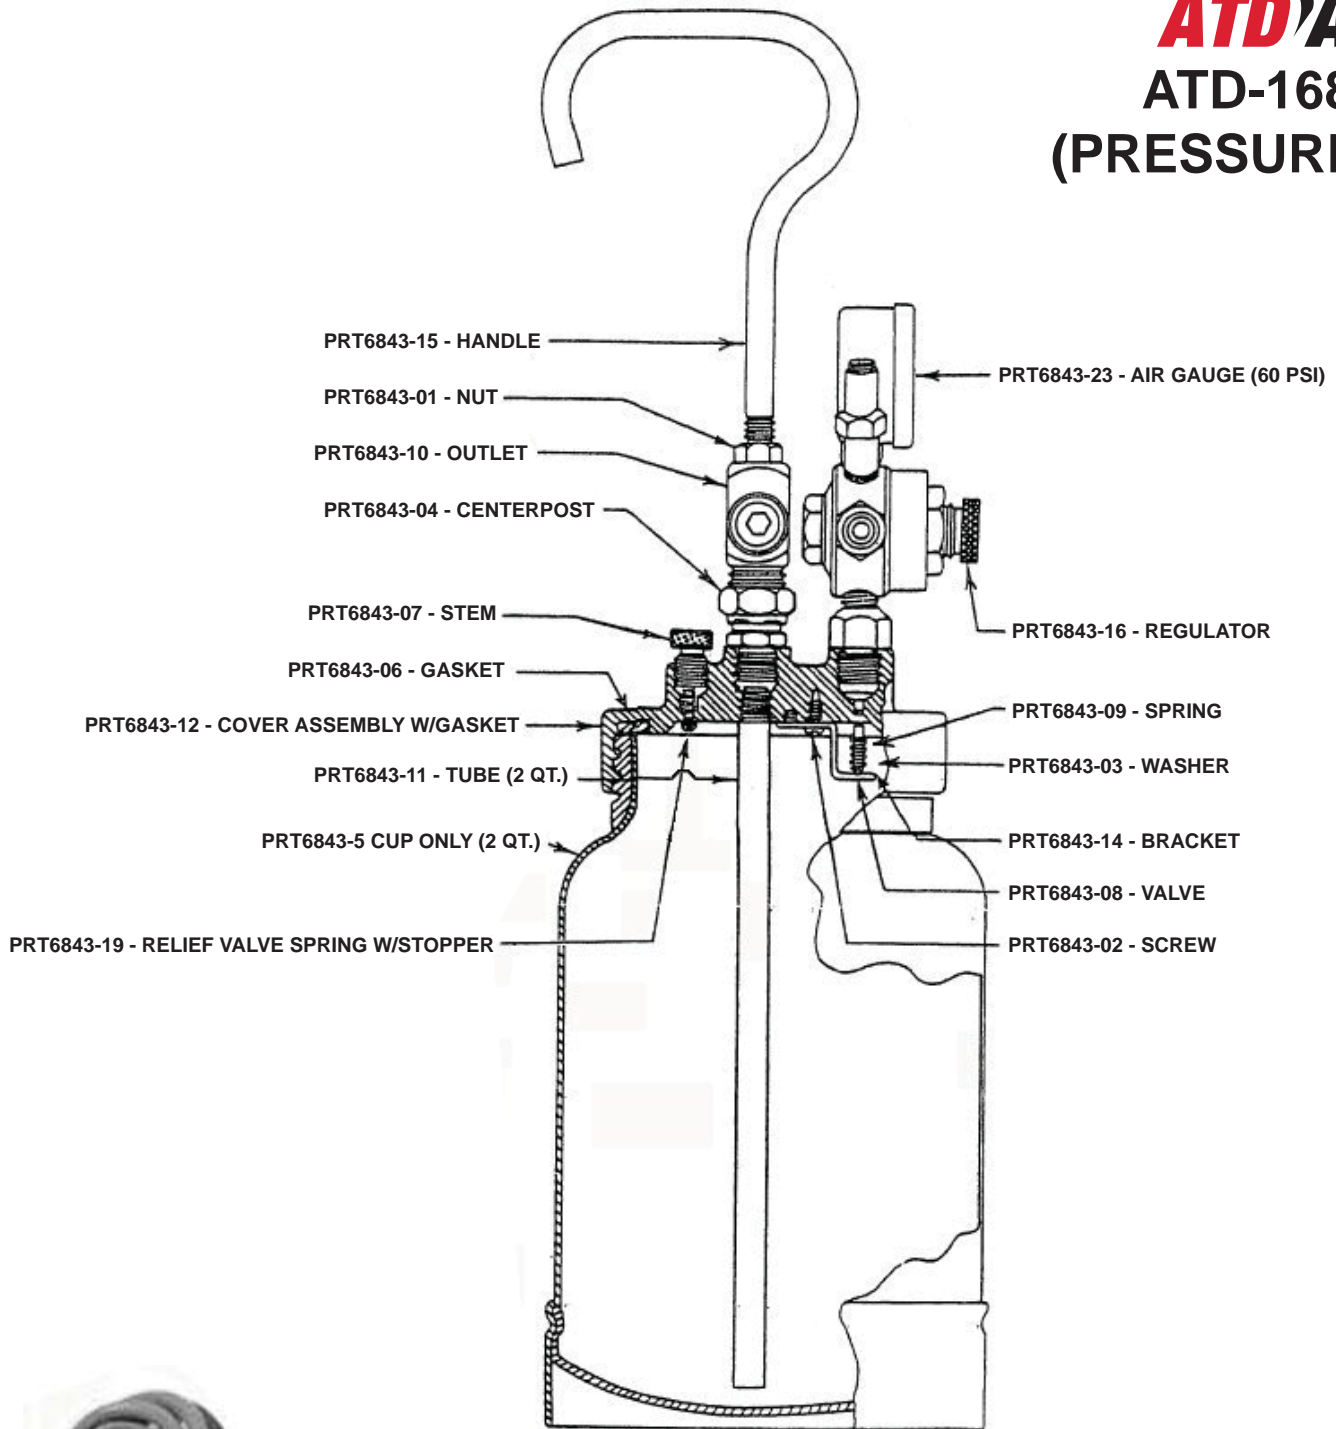 ATD
ATD-168
(PRESSURE
PRT6843-15 - HANDLE
PRT6843-01 - NUT
PRT6843-10 - OUTLET
PRT6843-04 - CENTERPOST
PRT6843-07 - STEM
PRT6843-06 - GASKET
PRT6843-12 - COVER ASSEMBLY W/GASKET
PRT6843-11 - TUBE (2 QT.)
PRT6843-5 CUP ONLY (2 QT.)
PRT6843-19 - RELIEF VALVE SPRING W/STOPPER
PRT6843-23 - AIR GAUGE (60 PSI)
PRT6843-16 - REGULATOR
PRT6843-09 - SPRING
PRT6843-03 - WASHER
PRT6843-14 - BRACKET
PRT6843-08 - VALVE
PRT6843-02 - SCREW